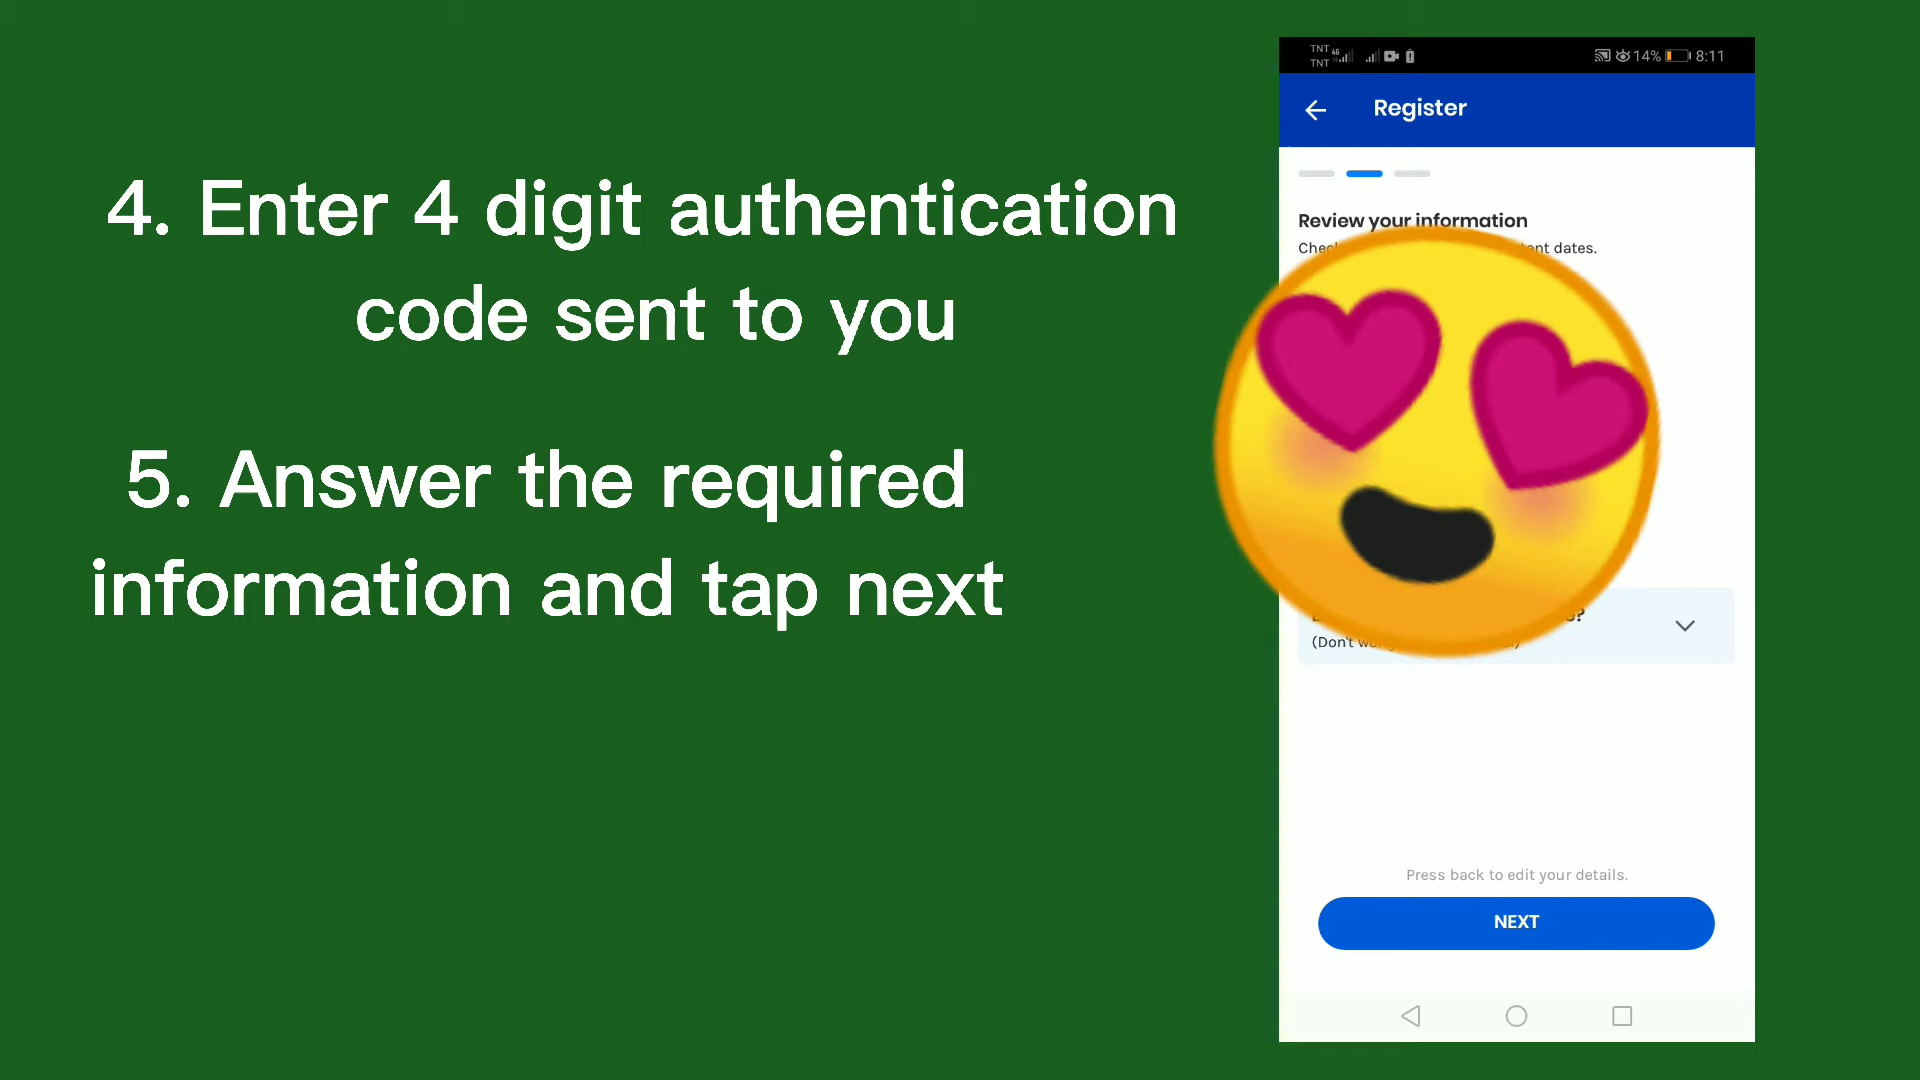 4. Enter 4 digit authentication
code sent to you
5. Answer the required
information and tap next
TNT 4G
TNT
14% 8:11
Register
Review your information
dates.
(Don't
Press back to edit your details.
NEXT